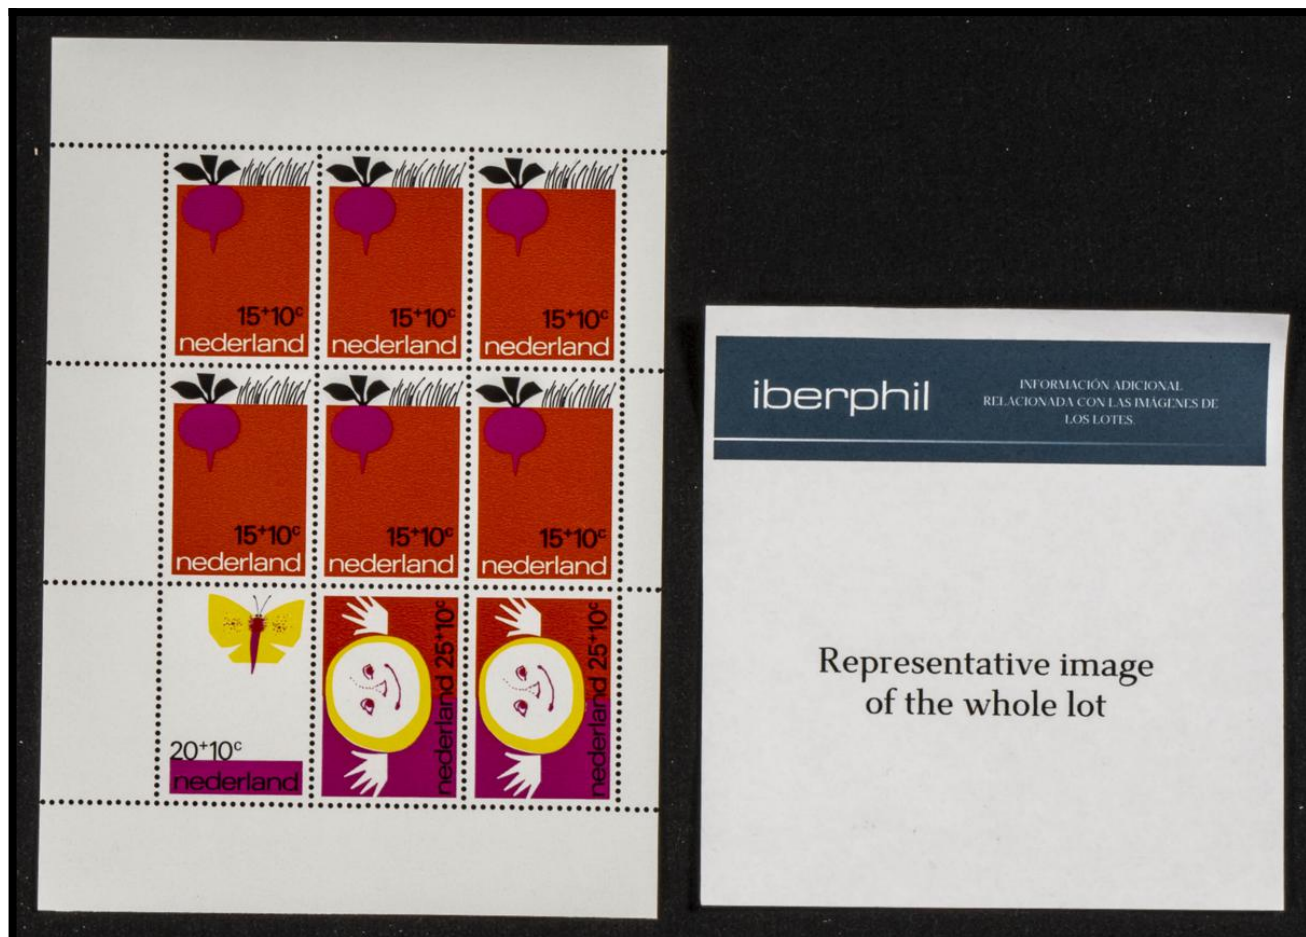 15+10c
nederland
15+10c
nederland
15+10c
nederland
15+10c
nederland
15+10c
nederland
15+10c
nederland
20+10c
nederland
nederland 25+10c
nederland 25+10c
iberphil
INFORMACIÓN ADICIONAL
RELACIONADA CON LAS IMÁGENES DE
LOS LOTES.
Representative image
of the whole lot